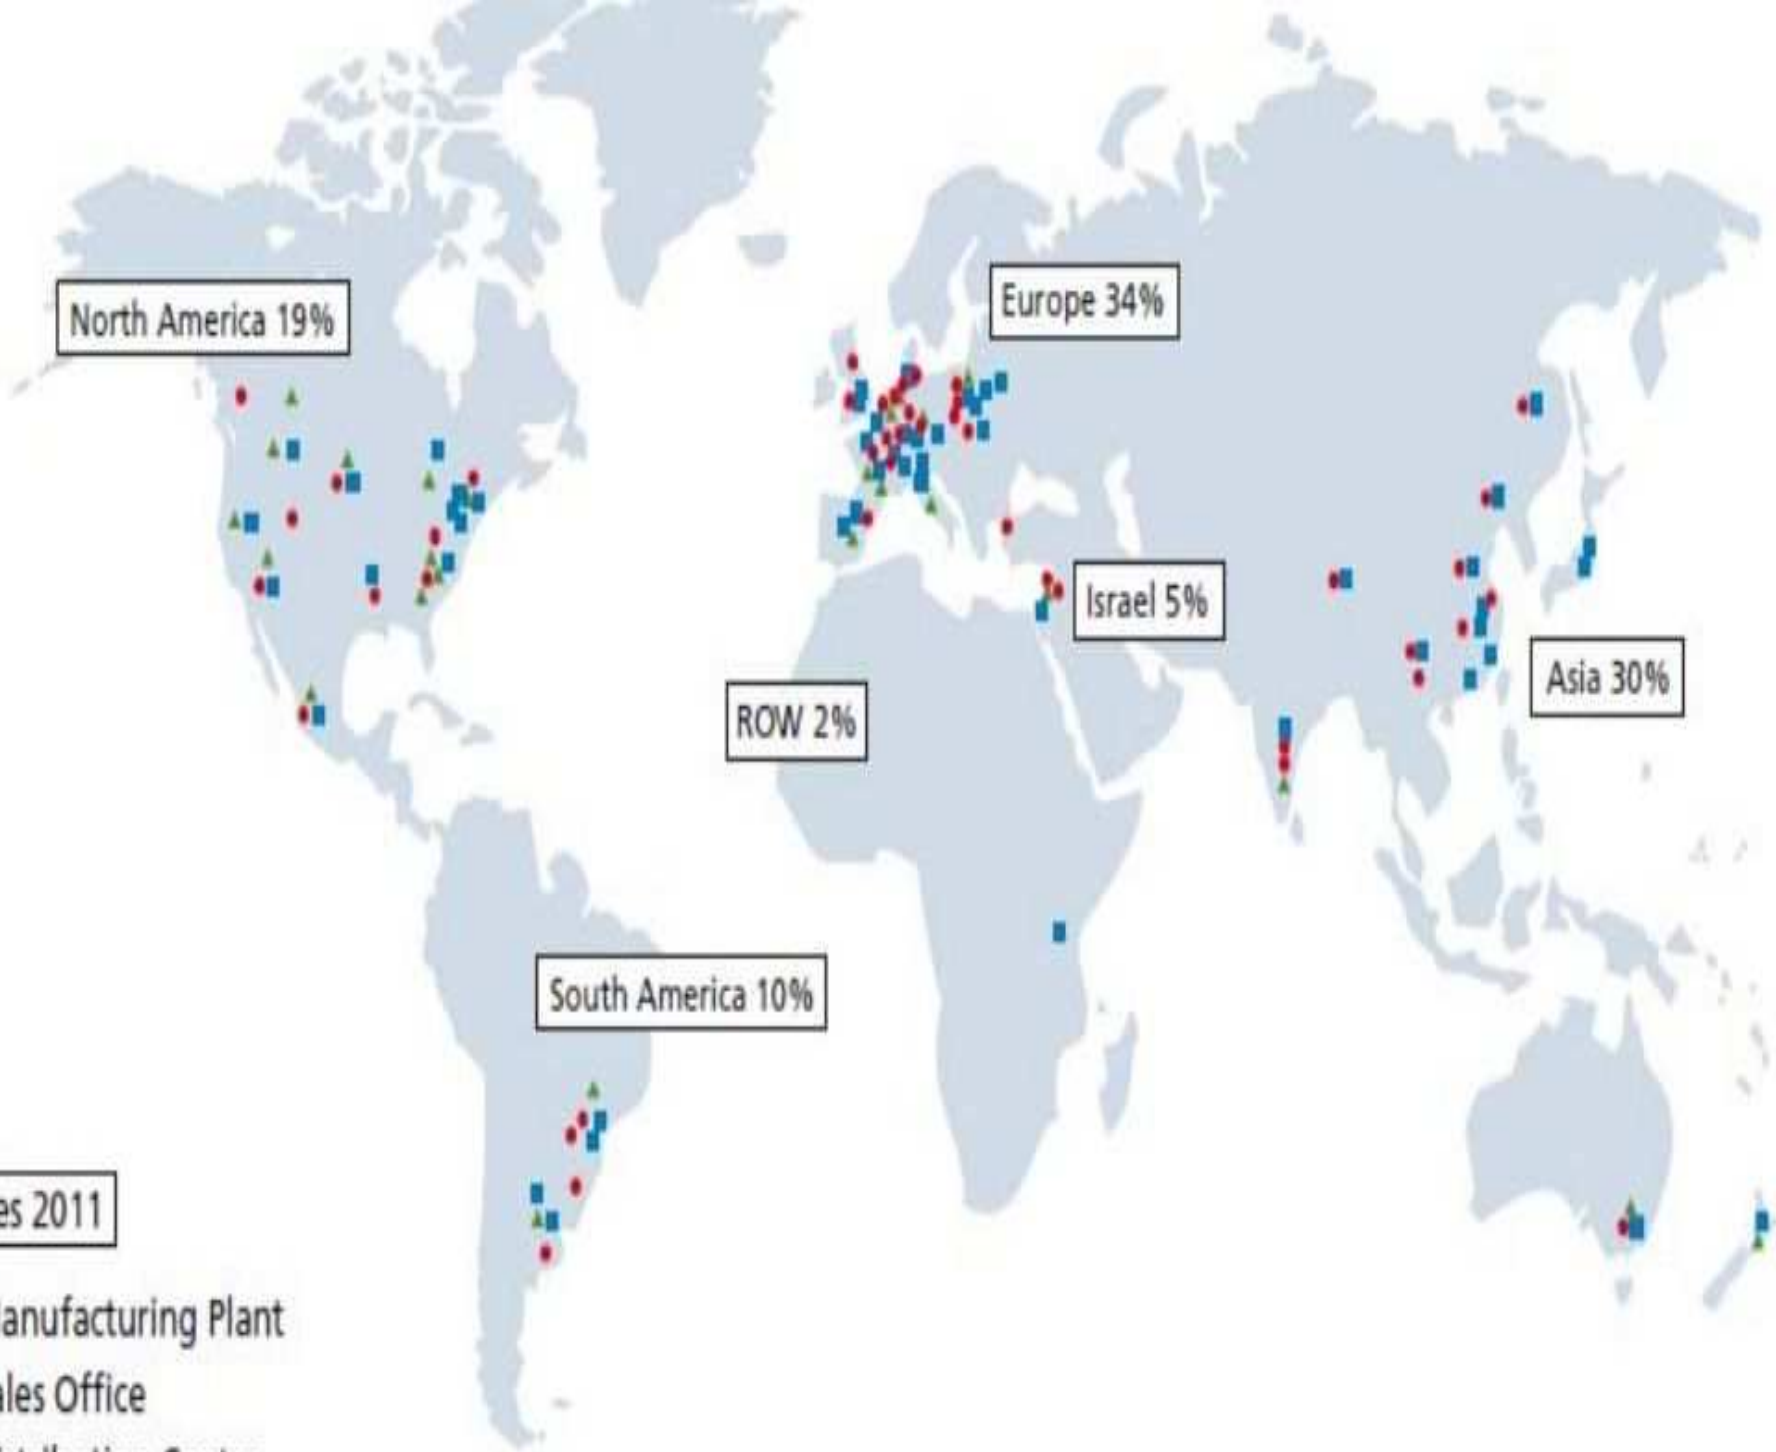 Europe 34%
North America 19%
Israel 5%
Asia 30%
ROW 2%
South America 10%
es 2011
anufacturing Plant
ales Office